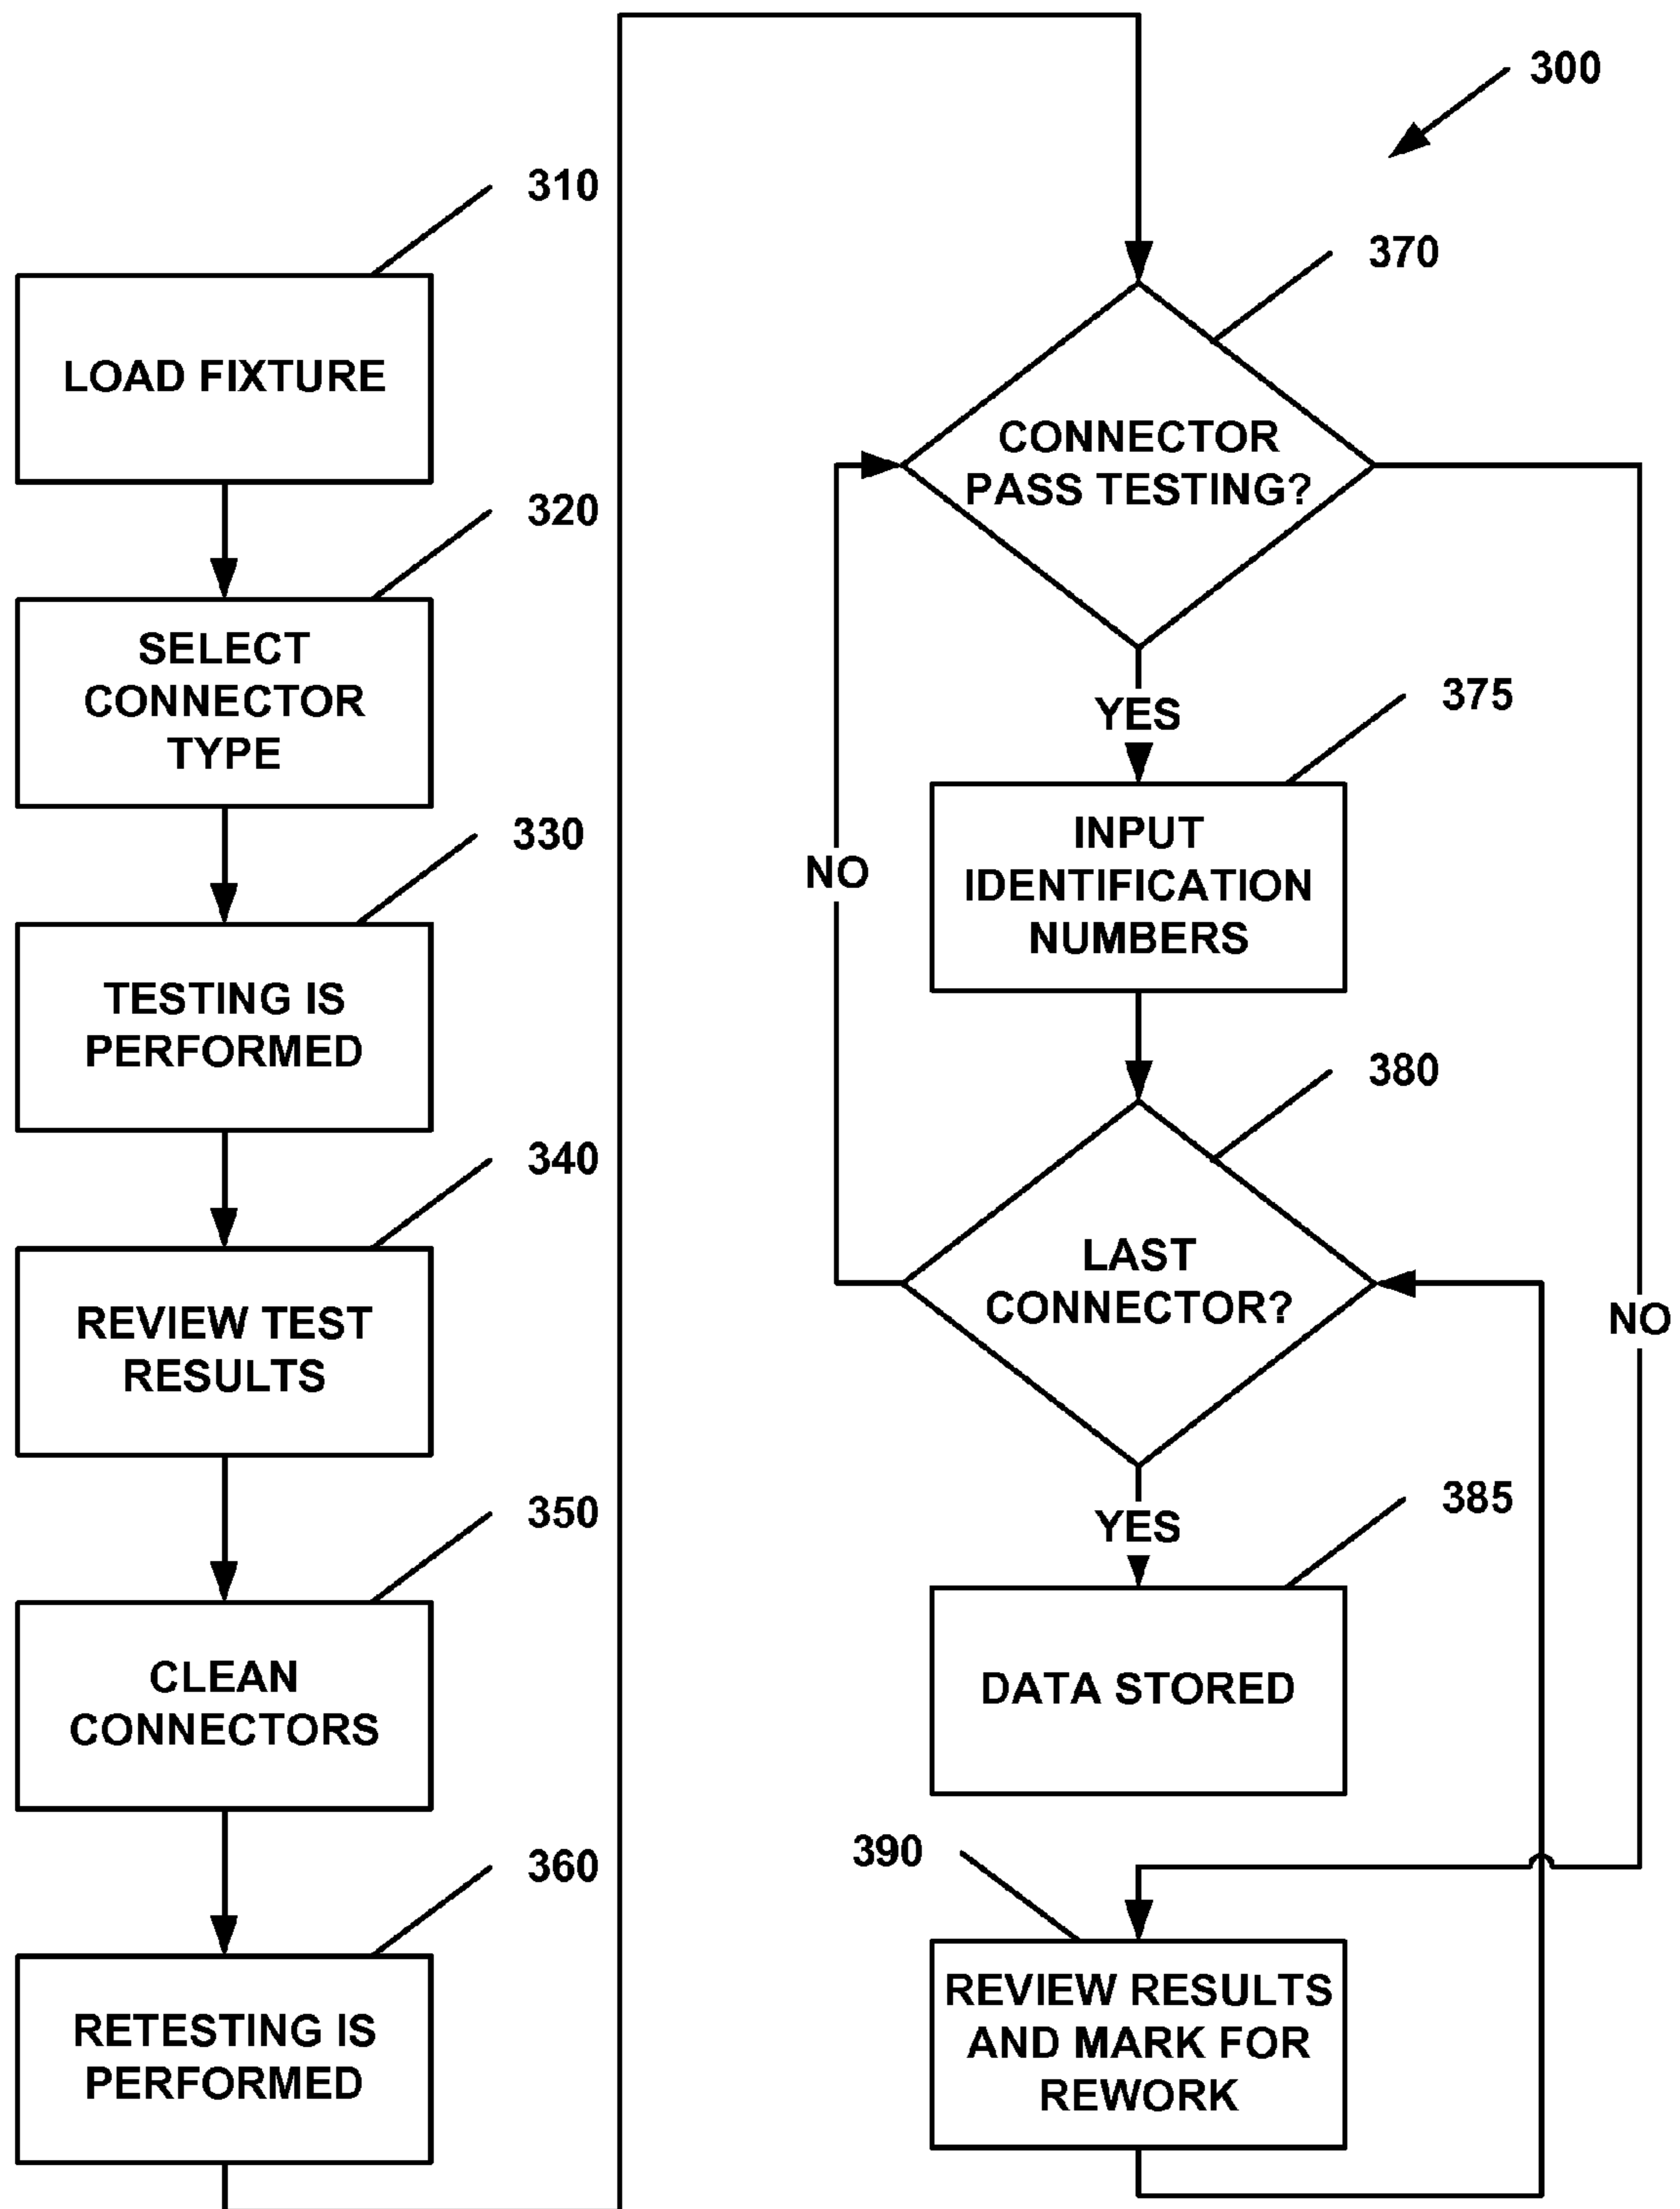 300
310
LOAD FIXTURE
320
SELECT
CONNECTOR
TYPE
330
TESTING IS
PERFORMED
340
REVIEW TEST
RESULTS
350
CLEAN
CONNECTORS
360
RETESTING IS
PERFORMED
370
CONNECTOR
PASS TESTING?
YES
NO
375
INPUT
IDENTIFICATION
NUMBERS
380
LAST
CONNECTOR?
NO
YES
385
DATA STORED
390
REVIEW RESULTS
AND MARK FOR
REWORK